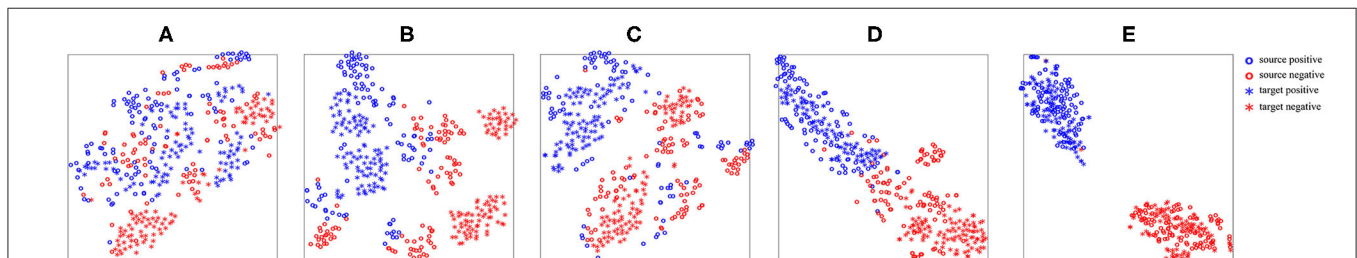 A B C D E
source positive
source negative
target positive
target negative